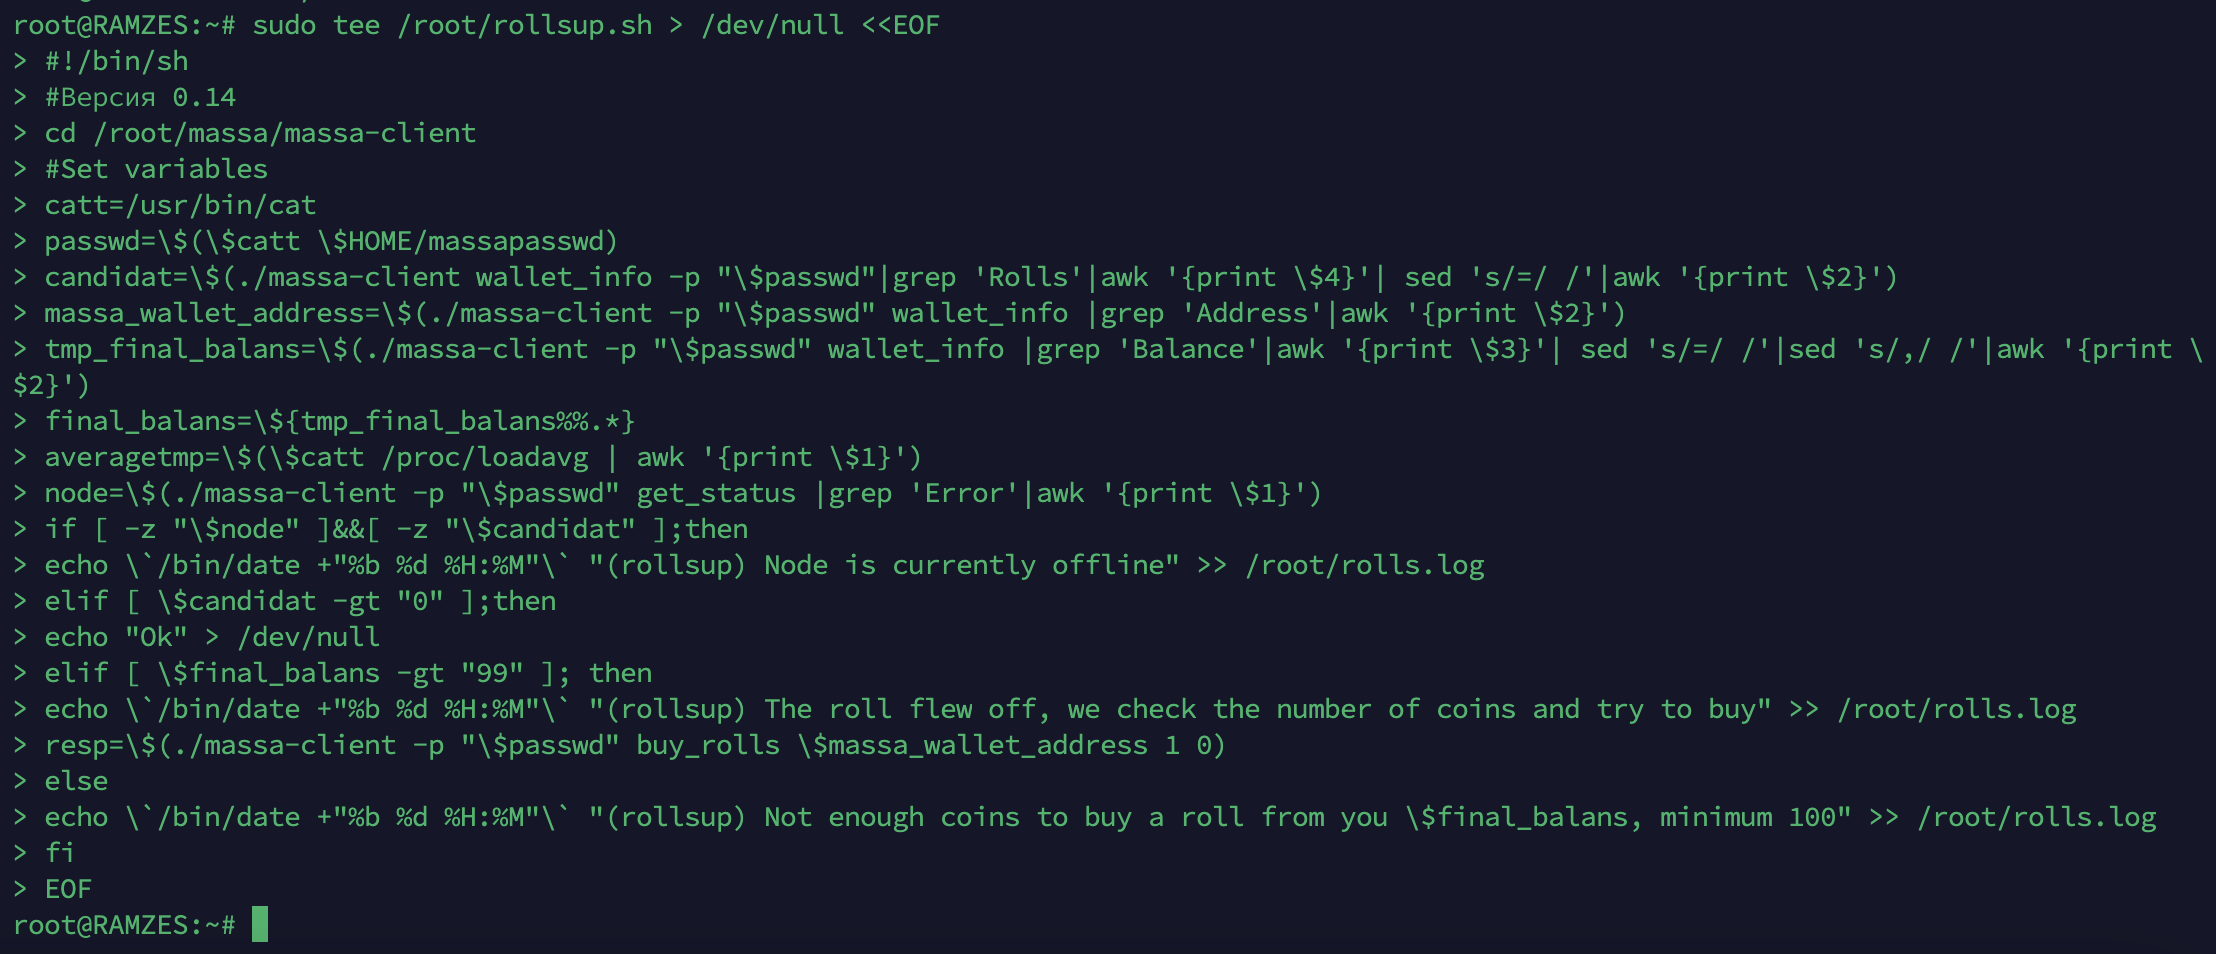 root@RAMZES:~# sudo tee /root/rollsup.sh > /dev/null <<EOF
> #!/bin/sh
> #Версия 0.14
> cd /root/massa/massa-client
> #Set variables
> catt=/usr/bin/cat
> passwd=\$(\$catt \$HOME/massapasswd)
> candidat=\$(./massa-client wallet_info -p "\$passwd"|grep 'Rolls'|awk '{print \$4}'| sed 's/=/ /'|awk '{print \$2}')
> massa_wallet_address=\$(./massa-client -p "\$passwd" wallet_info |grep 'Address'|awk '{print \$2}')
> tmp_final_balans=\$(./massa-client -p "\$passwd" wallet_info |grep 'Balance'|awk '{print \$3}'| sed 's/=/ /'|sed 's/,/ /'|awk '{print \
$2}')
> final_balans=\${tmp_final_balans%%.*}
> averagetmp=\$(\$catt /proc/loadavg | awk '{print \$1}')
> node=\$(./massa-client -p "\$passwd" get_status |grep 'Error'|awk '{print \$1}')
> if [ -z "\$node" ]&&[ -z "\$candidat" ];then
> echo \`/bin/date +"%b %d %H:%M"\` "(rollsup) Node is currently offline" >> /root/rolls.log
> elif [ \$candidat -gt "0" ];then
> echo "Ok" > /dev/null
> elif [ \$final_balans -gt "99" ]; then
> echo \`/bin/date +"%b %d %H:%M"\` "(rollsup) The roll flew off, we check the number of coins and try to buy" >> /root/rolls.log
> resp=\$(./massa-client -p "\$passwd" buy_rolls \$massa_wallet_address 1 0)
> else
> echo \`/bin/date +"%b %d %H:%M"\` "(rollsup) Not enough coins to buy a roll from you \$final_balans, minimum 100" >> /root/rolls.log
> fi
> EOF
root@RAMZES:~#